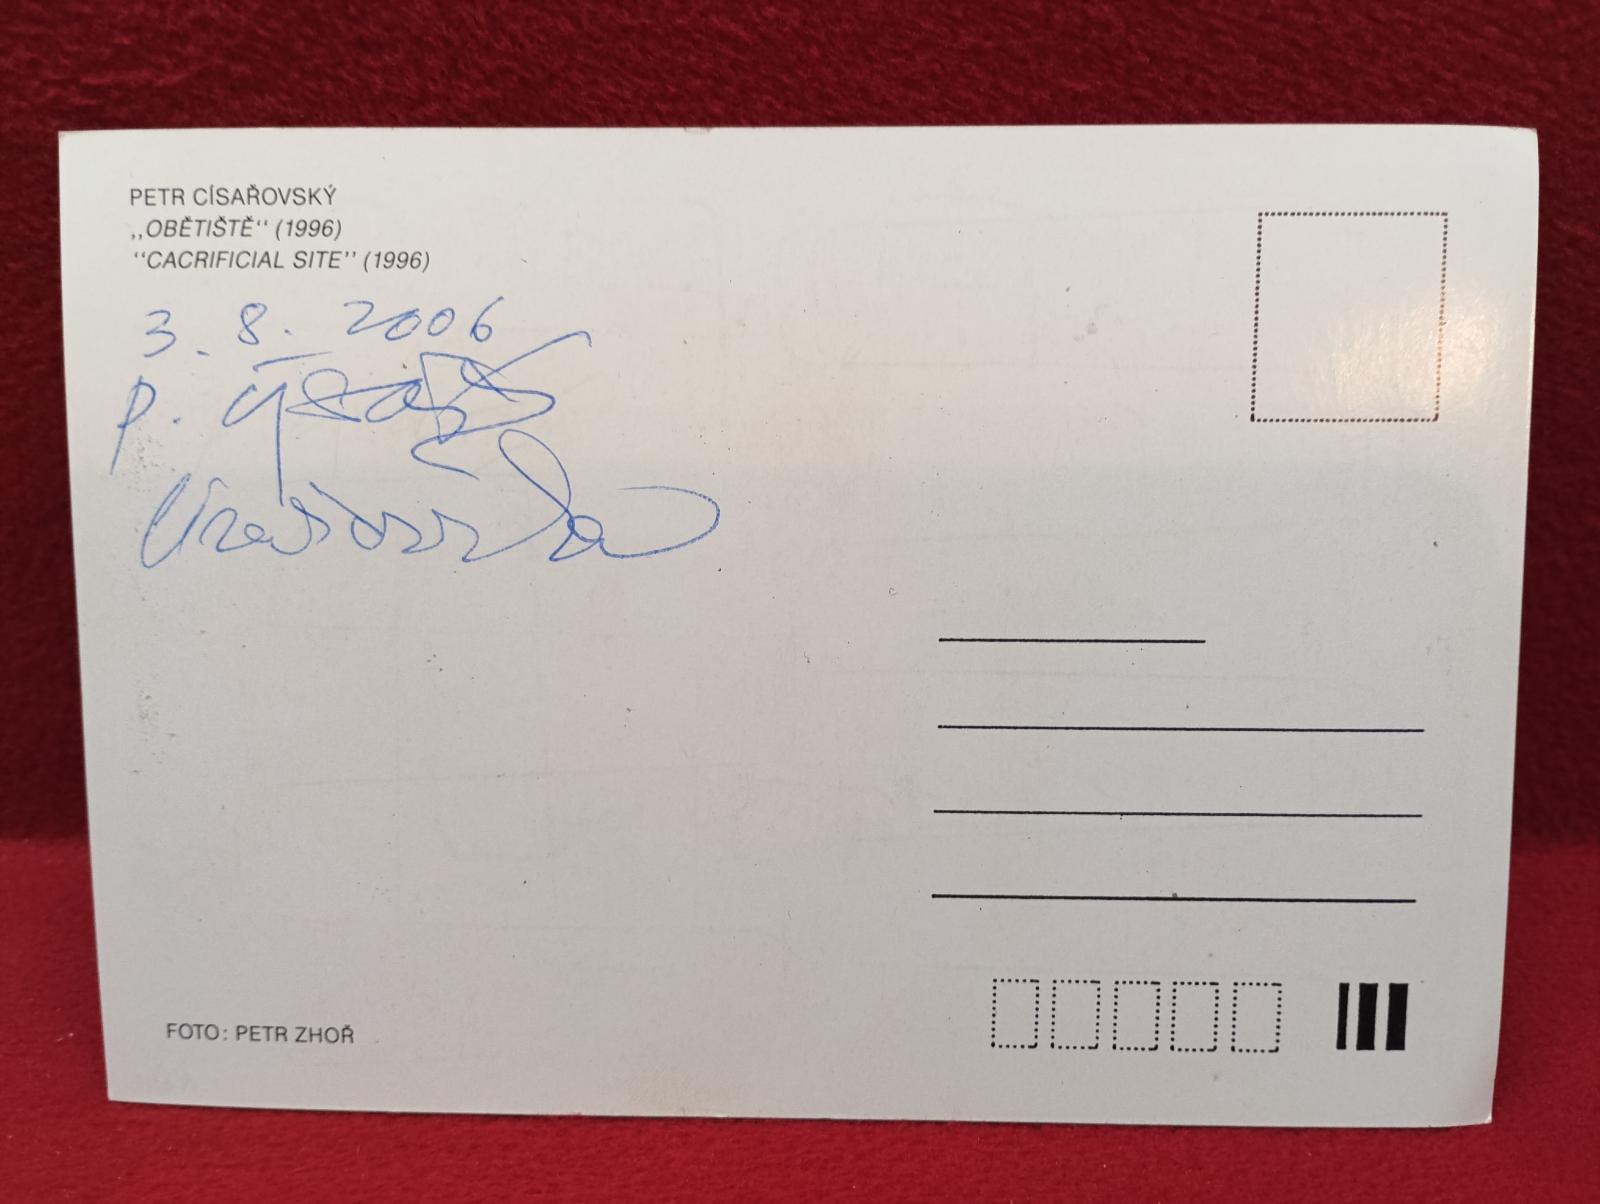 PETR CÍSAŘOVSKÝ
„OBĚTIŠTĚ“ (1996)
“CACRIFICIAL SITE” (1996)
3. 8. 2006
P.
FOTO: PETR ZHOŘ